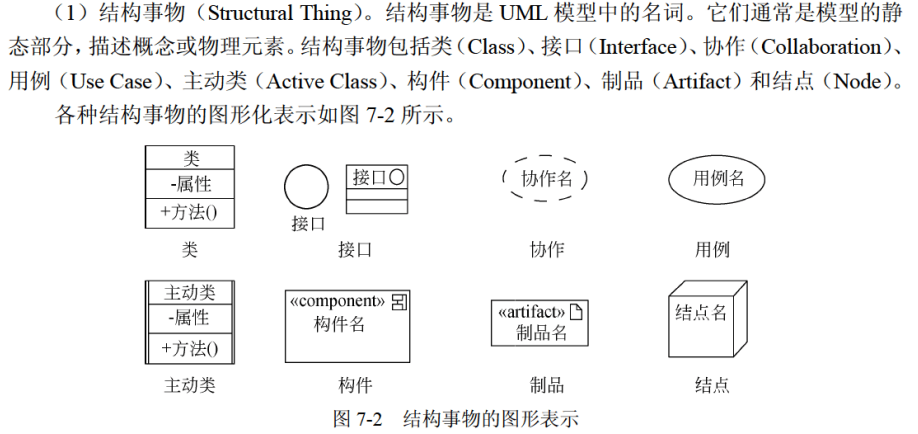 （1）结构事物（Structural Thing）。结构事物是 UML 模型中的名词。它们通常是模型的静
态部分，描述概念或物理元素。结构事物包括类（Class）、接口（Interface）、协作（Collaboration）、
用例（Use Case）、主动类（Active Class）、构件（Component）、制品（Artifact）和结点（Node）。
各种结构事物的图形化表示如图 7-2 所示。
类
-属性
+方法()
类
接口
接口
接口
协作名
协作
用例名
用例
主动类
-属性
+方法()
主动类
«component»
构件名
构件
«artifact»
制品名
制品
结点名
结点
图 7-2 结构事物的图形表示